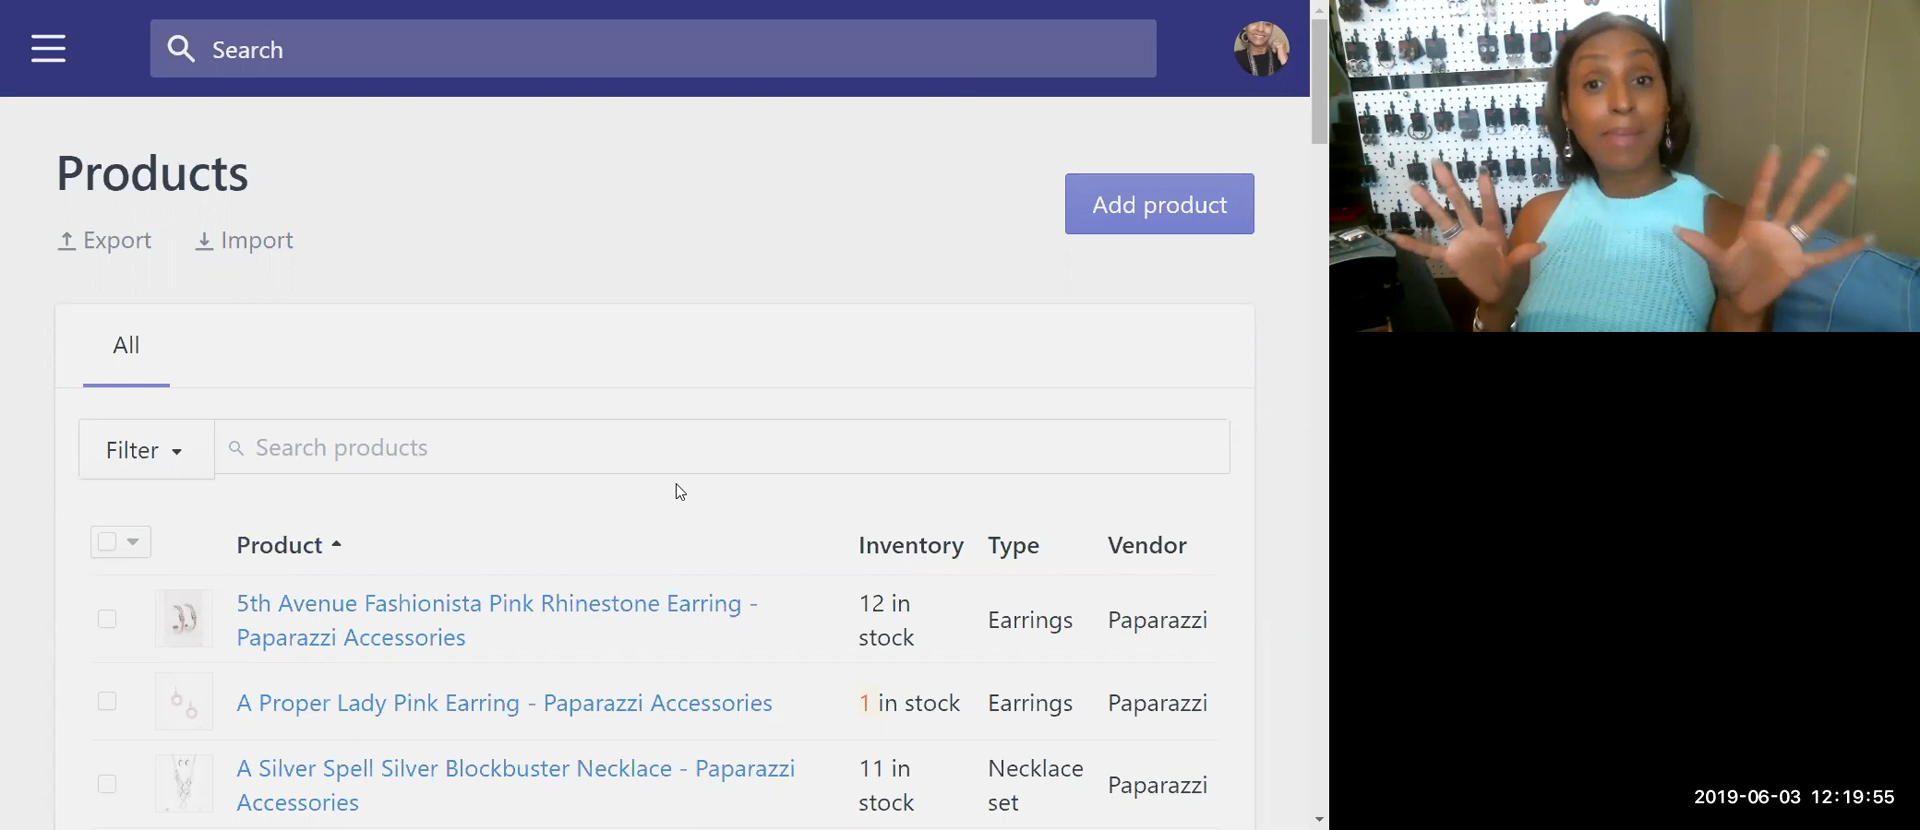 Search
Products
Export
Import
Add product
All
Filter
Search products
Product
Inventory
Type
Vendor
5th Avenue Fashionista Pink Rhinestone Earring -
Paparazzi Accessories
12 in
stock
Earrings
Paparazzi
A Proper Lady Pink Earring - Paparazzi Accessories
1 in stock
Earrings
Paparazzi
A Silver Spell Silver Blockbuster Necklace - Paparazzi
Accessories
11 in
stock
Necklace
set
Paparazzi
2019-06-03 12:19:55